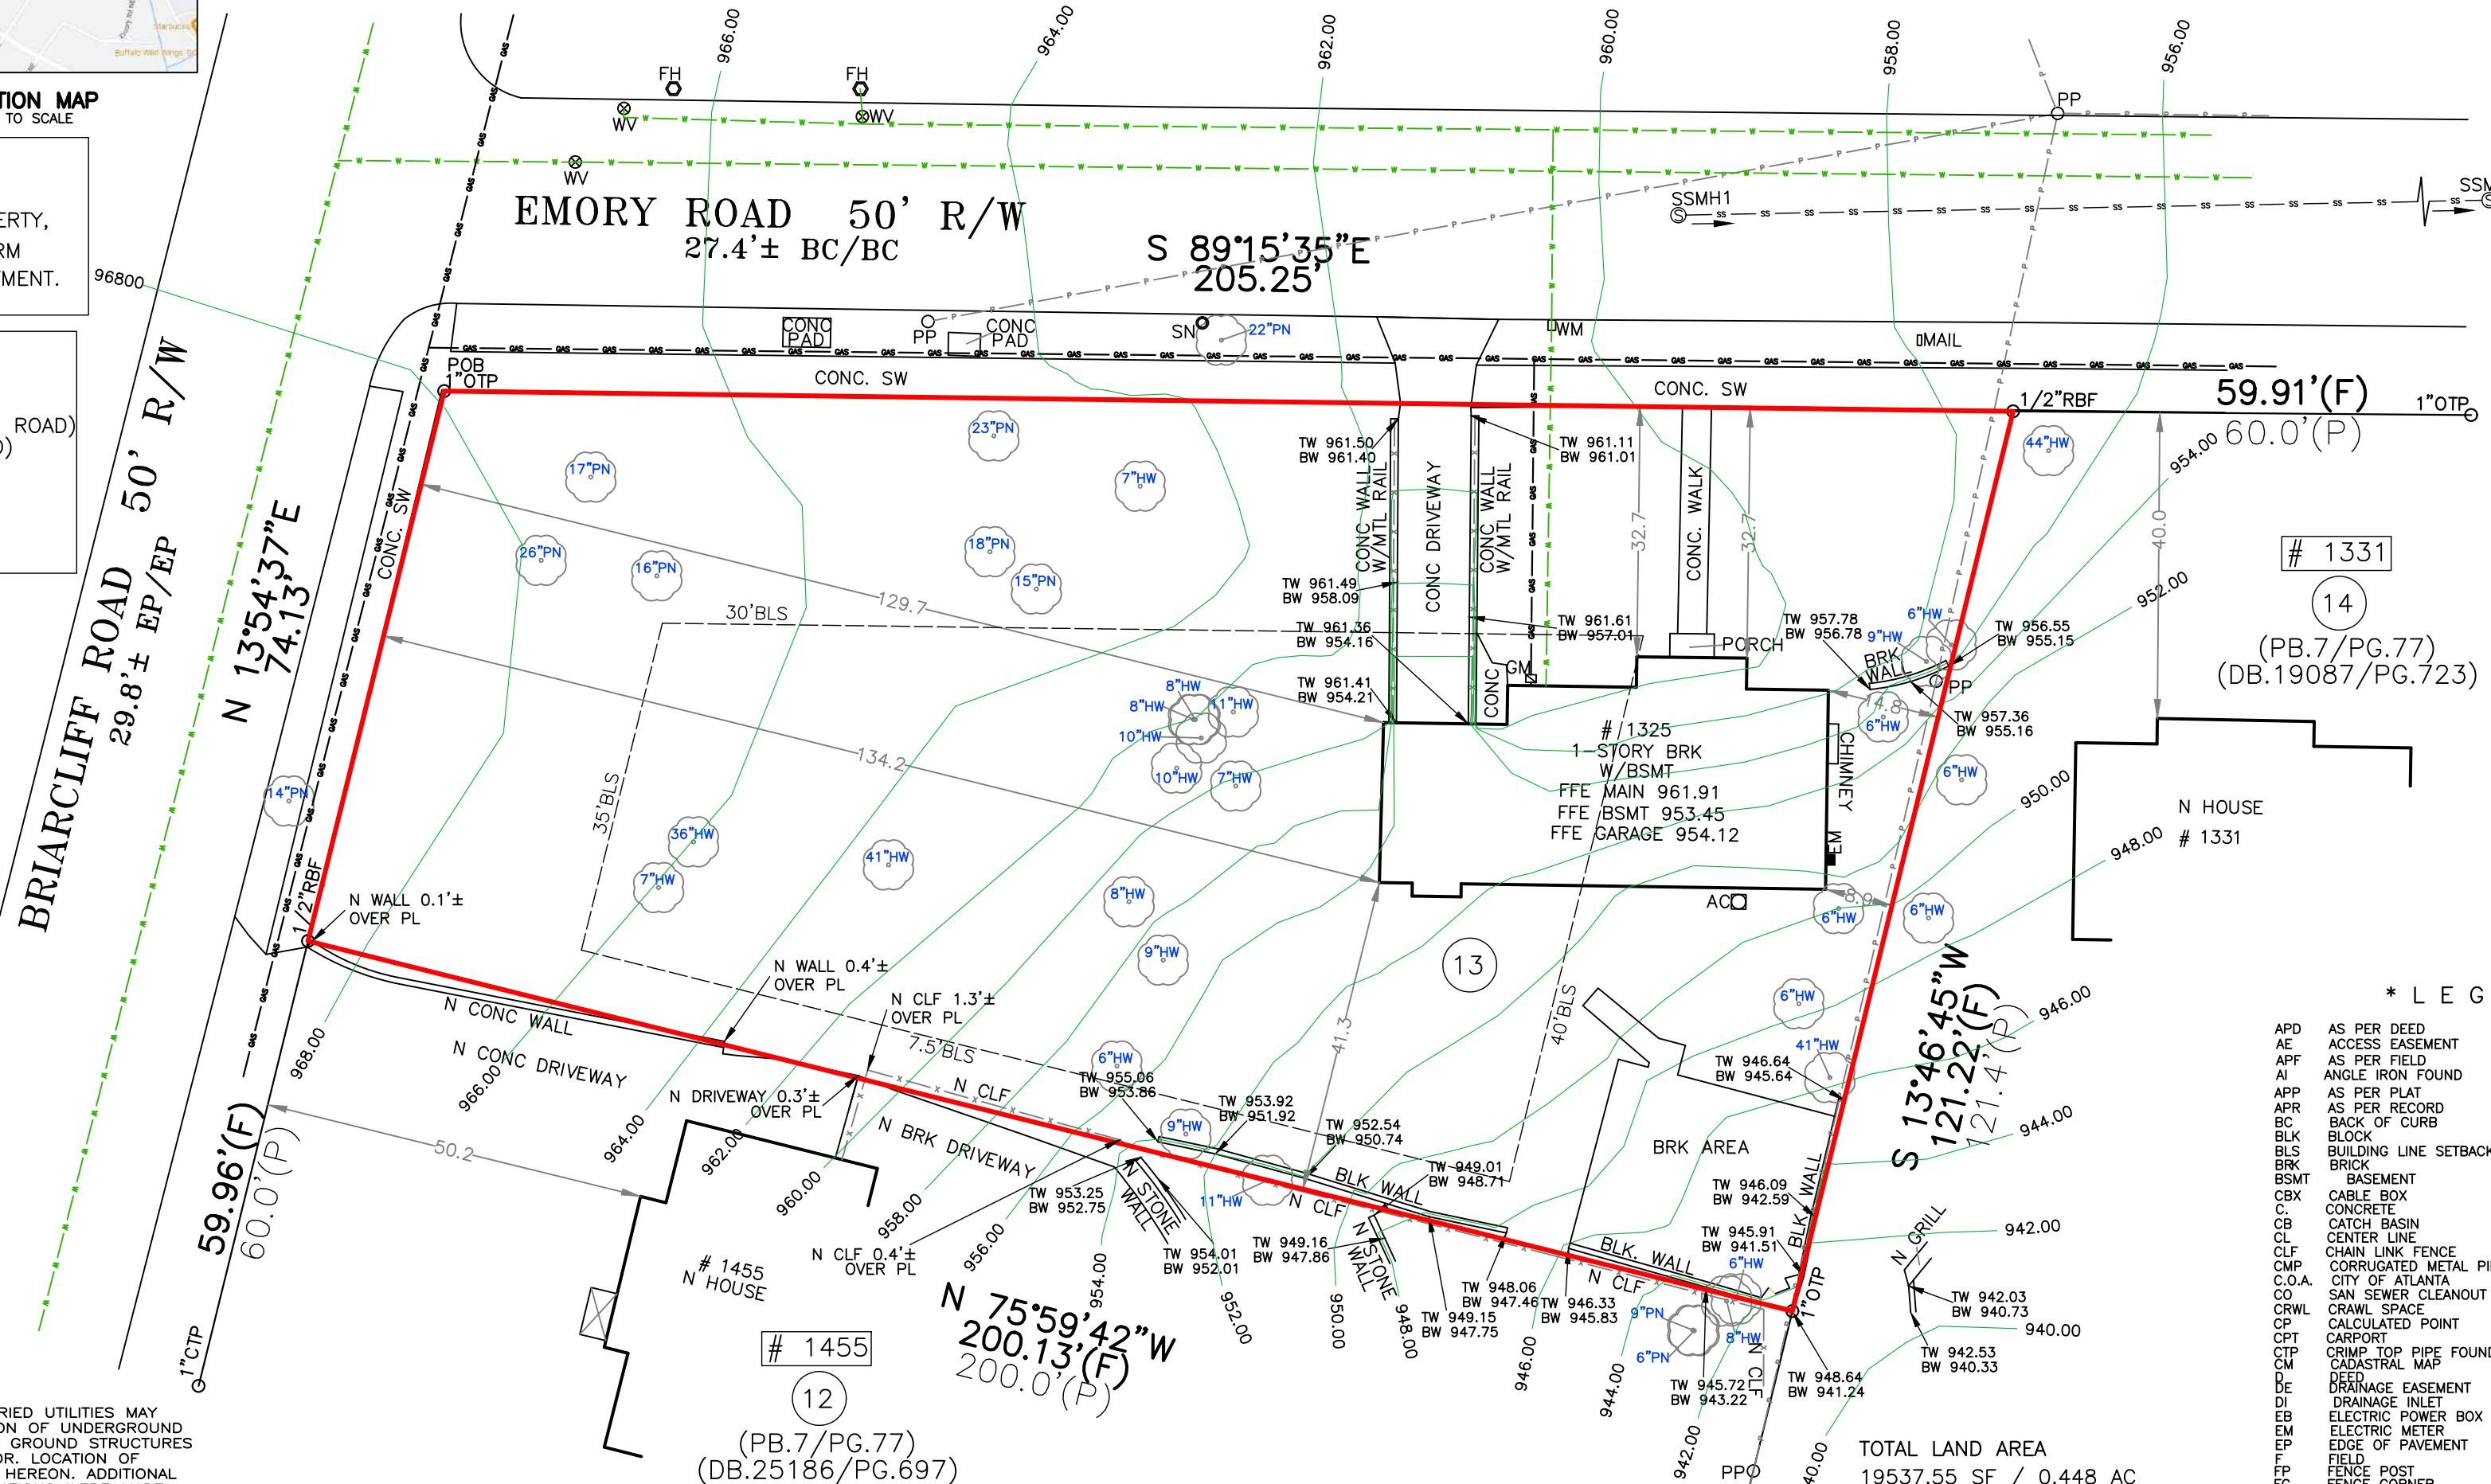 Starbucks
Buffalo Wild Wings 'GO'
TION MAP
TO SCALE
ERTY,
RM
TMENT.
ROAD)
966.00
964.00
962.00
960.00
958.00
956.00
FH
FH
WV
WV
WV
PP
EMORY ROAD 50' R/W
27.4'± BC/BC
S 89°15'35"E
205.25'
SSMH1
SSM
96800
BRIARCLIFF ROAD 50' R/W
29.8'± EP/EP
N 13°54'37"E
74.13'
POB
1"OTP
CONC PAD
PP
CONC PAD
SN
22"PN
WM
MAIL
CONC. SW
CONC. SW
CONC. SW
1/2"RBF
59.91'(F)
60.0'(P)
1"OTP
17"PN
23"PN
7"HW
26"PN
16"PN
18"PN
15"PN
14"PN
44"HW
TW 961.50
BW 961.40
TW 961.11
BW 961.01
CONC WALL
W/MTL RAIL
CONC DRIVEWAY
CONC WALL
W/MTL RAIL
CONC. WALK
32.7
32.7
40.0
954.00
952.00
950.00
948.00
129.7
134.2
30'BLS
35'BLS
TW 961.49
BW 958.09
TW 961.36
BW 954.16
TW 961.41
BW 954.21
TW 961.61
BW 957.01
GM
CONC
PORCH
TW 957.78
BW 956.78
9"HW
6"HW
BRK
WALL
TW 956.55
BW 955.15
PP
TW 957.36
BW 955.16
14.8
6"HW
6"HW
# 1331
14
(PB.7/PG.77)
(DB.19087/PG.723)
N HOUSE
# 1331
8"HW
8"HW
11"HW
10"HW
10"HW
7"HW
# 1325
1-STORY BRK
W/BSMT
FFE MAIN 961.91
FFE BSMT 953.45
FFE GARAGE 954.12
CHIMNEY
EM
AC
8.9
6"HW
6"HW
36"HW
7"HW
41"HW
8"HW
9"HW
1/2"RBF
N WALL 0.1'±
OVER PL
N WALL 0.4'±
OVER PL
N CLF 1.3'±
OVER PL
7.5'BLS
13
41.3
40'BLS
6"HW
41"HW
S 13°46'45"W
121.22'(F)
121.4'(P)
946.00
944.00
942.00
940.00
N CONC WALL
N CONC DRIVEWAY
968.00
966.00
964.00
962.00
960.00
958.00
956.00
954.00
952.00
950.00
948.00
946.00
944.00
942.00
N DRIVEWAY 0.3'±
OVER PL
N CLF
N BRK DRIVEWAY
6"HW
TW 955.06
BW 953.86
9"HW
TW 953.92
BW 951.92
TW 952.54
BW 950.74
TW 946.64
BW 945.64
BRK AREA
BLK WALL
TW 949.01
BW 948.71
11"HW
N CLF
TW 953.25
BW 952.75
N STONE
WALL
N CLF 0.4'±
OVER PL
TW 954.01
BW 952.01
TW 949.16
BW 947.86
N STONE
WALL
TW 948.06
BW 947.46
TW 949.15
BW 947.75
TW 946.33
BW 945.83
BLK. WALL
N CLF
TW 946.09
BW 942.59
TW 945.91
BW 941.51
BLK WALL
6"HW
9"PN
8"HW
6"PN
1"OTP
N CLF
TW 945.72
BW 943.22
TW 948.64
BW 941.24
N GRILL
TW 942.03
BW 940.73
TW 942.53
BW 940.33
50.2
59.96'(F)
60.0'(P)
1"CTP
# 1455
N HOUSE
# 1455
12
(PB.7/PG.77)
(DB.25186/PG.697)
N 75°59'42"W
200.13'(F)
200.0'(P)
PP
TOTAL LAND AREA
19537.55 SF / 0.448 AC
RIED UTILITIES MAY
ION OF UNDERGROUND
GROUND STRUCTURES
OR. LOCATION OF
HEREON. ADDITIONAL
* L E G
APD AS PER DEED
AE ACCESS EASEMENT
APF AS PER FIELD
AI ANGLE IRON FOUND
APP AS PER PLAT
APR AS PER RECORD
BC BACK OF CURB
BLK BLOCK
BLS BUILDING LINE SETBACK
BRK BRICK
BSMT BASEMENT
CBX CABLE BOX
C. CONCRETE
CB CATCH BASIN
CL CENTER LINE
CLF CHAIN LINK FENCE
CMP CORRUGATED METAL PI
C.O.A. CITY OF ATLANTA
CO SAN SEWER CLEANOUT
CRWL CRAWL SPACE
CP CALCULATED POINT
CPT CARPORT
CTP CRIMP TOP PIPE FOUND
CM CADASTRAL MAP
D DEED
DE DRAINAGE EASEMENT
DI DRAINAGE INLET
EB ELECTRIC POWER BOX
EM ELECTRIC METER
EP EDGE OF PAVEMENT
F FIELD
FP FENCE POST